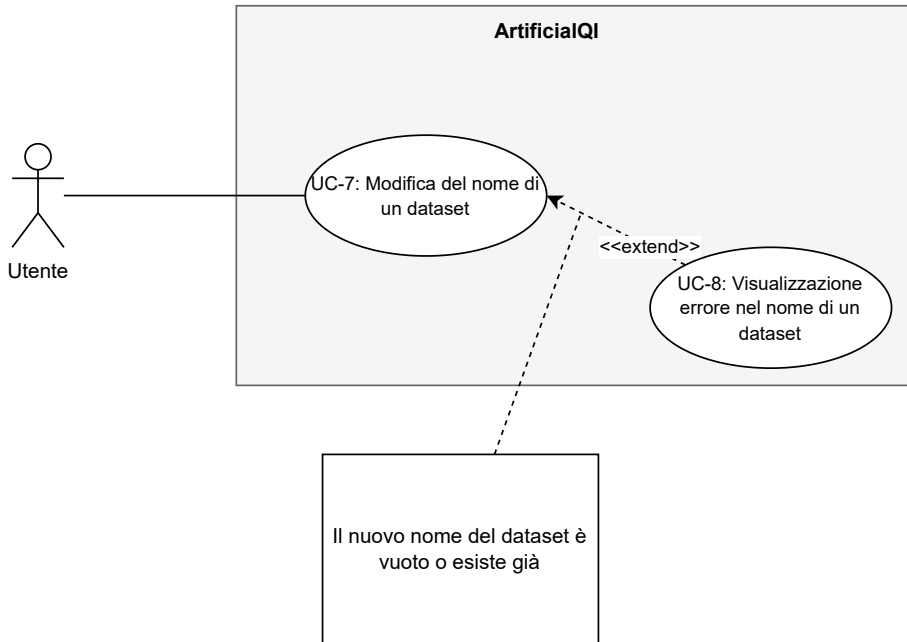 ArtificialQI
UC-7: Modifica del nome di
un dataset
<<extend>>
Utente
UC-8: Visualizzazione
errore nel nome di un
dataset
Il nuovo nome del dataset è
vuoto o esiste già